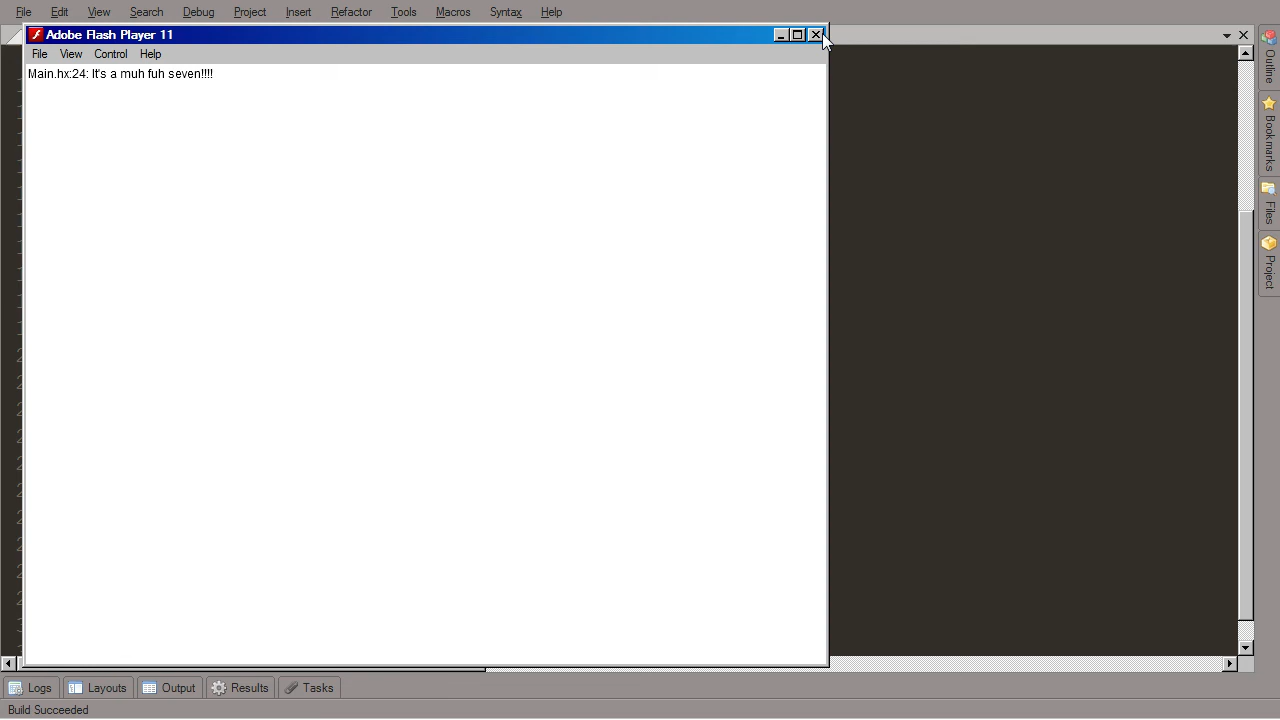 File Edit View Search Debug Project Insert Refactor Tools Macros Syntax Help
Adobe Flash Player 11
File View Control Help
Main.hx:24: It's a muh fuh seven!!!!
Outline
Bookmarks
Files
Project
Logs Layouts Output Results Tasks
Build Succeeded